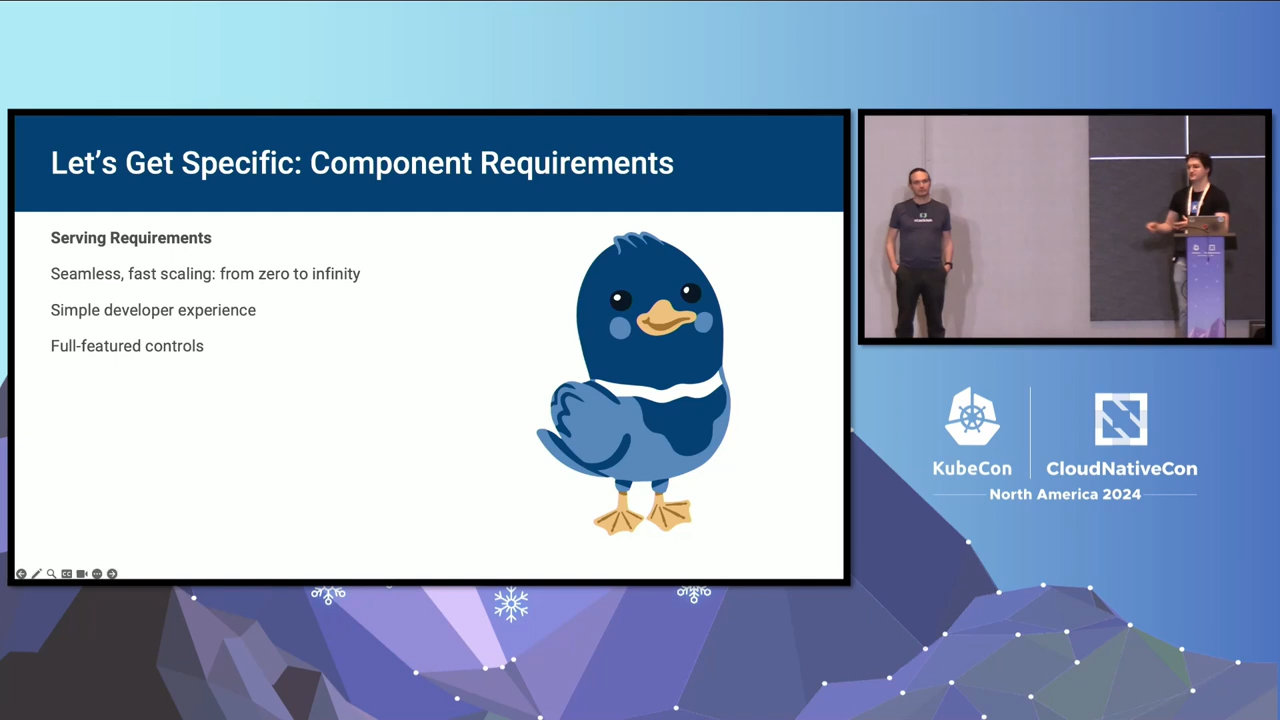 Let’s Get Specific: Component Requirements
Serving Requirements
Seamless, fast scaling: from zero to infinity
Simple developer experience
Full-featured controls
KubeCon
CloudNativeCon
North America 2024